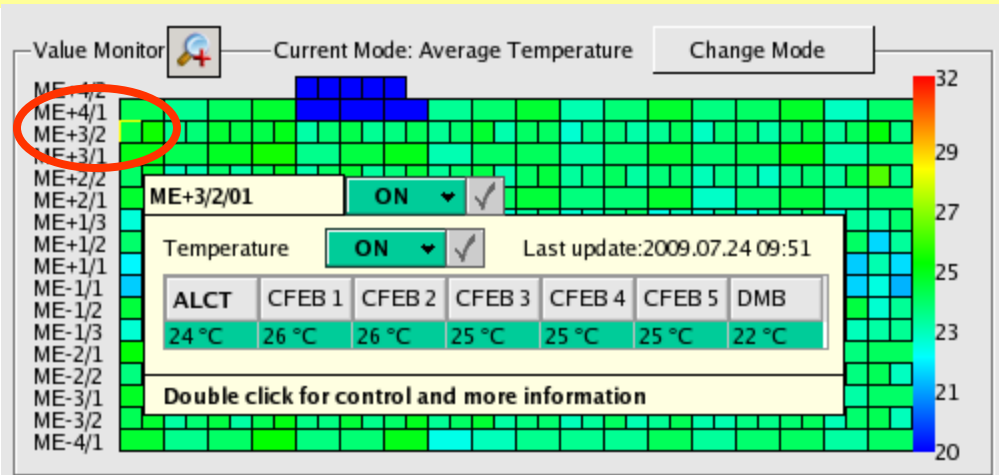 Value Monitor Current Mode: Average Temperature Change Mode
ME+4/2
ME+4/1
ME+3/2
ME+3/1
ME+2/2
ME+2/1
ME+1/3
ME+1/2
ME+1/1
ME-1/1
ME-1/2
ME-1/3
ME-2/1
ME-2/2
ME-3/1
ME-3/2
ME-4/1
ME+3/2/01 ON
Temperature ON Last update:2009.07.24 09:51
ALCT CFEB 1 CFEB 2 CFEB 3 CFEB 4 CFEB 5 DMB
24 °C 26 °C 26 °C 25 °C 25 °C 25 °C 22 °C
Double click for control and more information
32
29
27
25
23
21
20